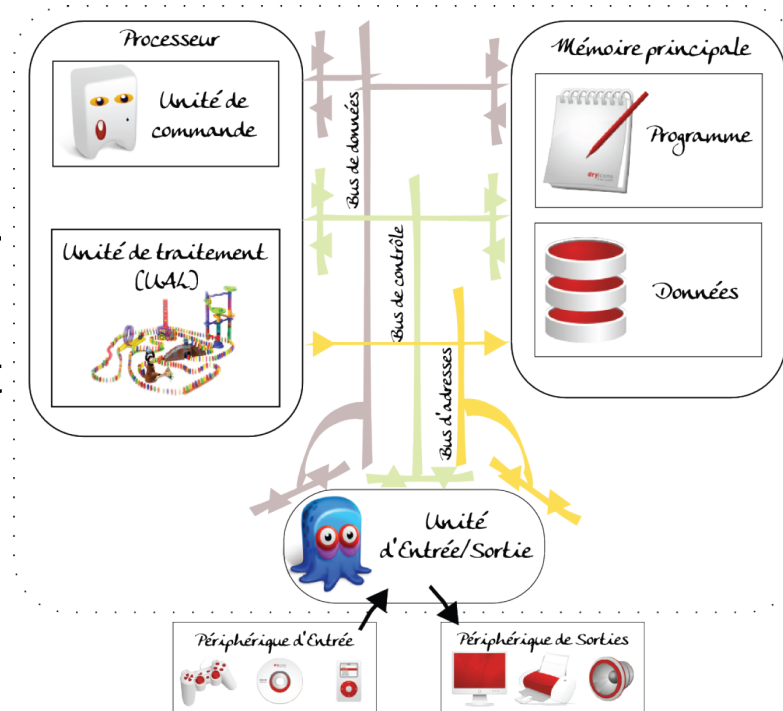 Processeur
Unité de
commande
Unité de traitement
(UAL)
Bus de données
Bus de contrôle
Bus d'adresses
Mémoire principale
Programme
Données
Unité
d'Entrée/Sortie
Périphérique d'Entrée
Périphérique de Sorties